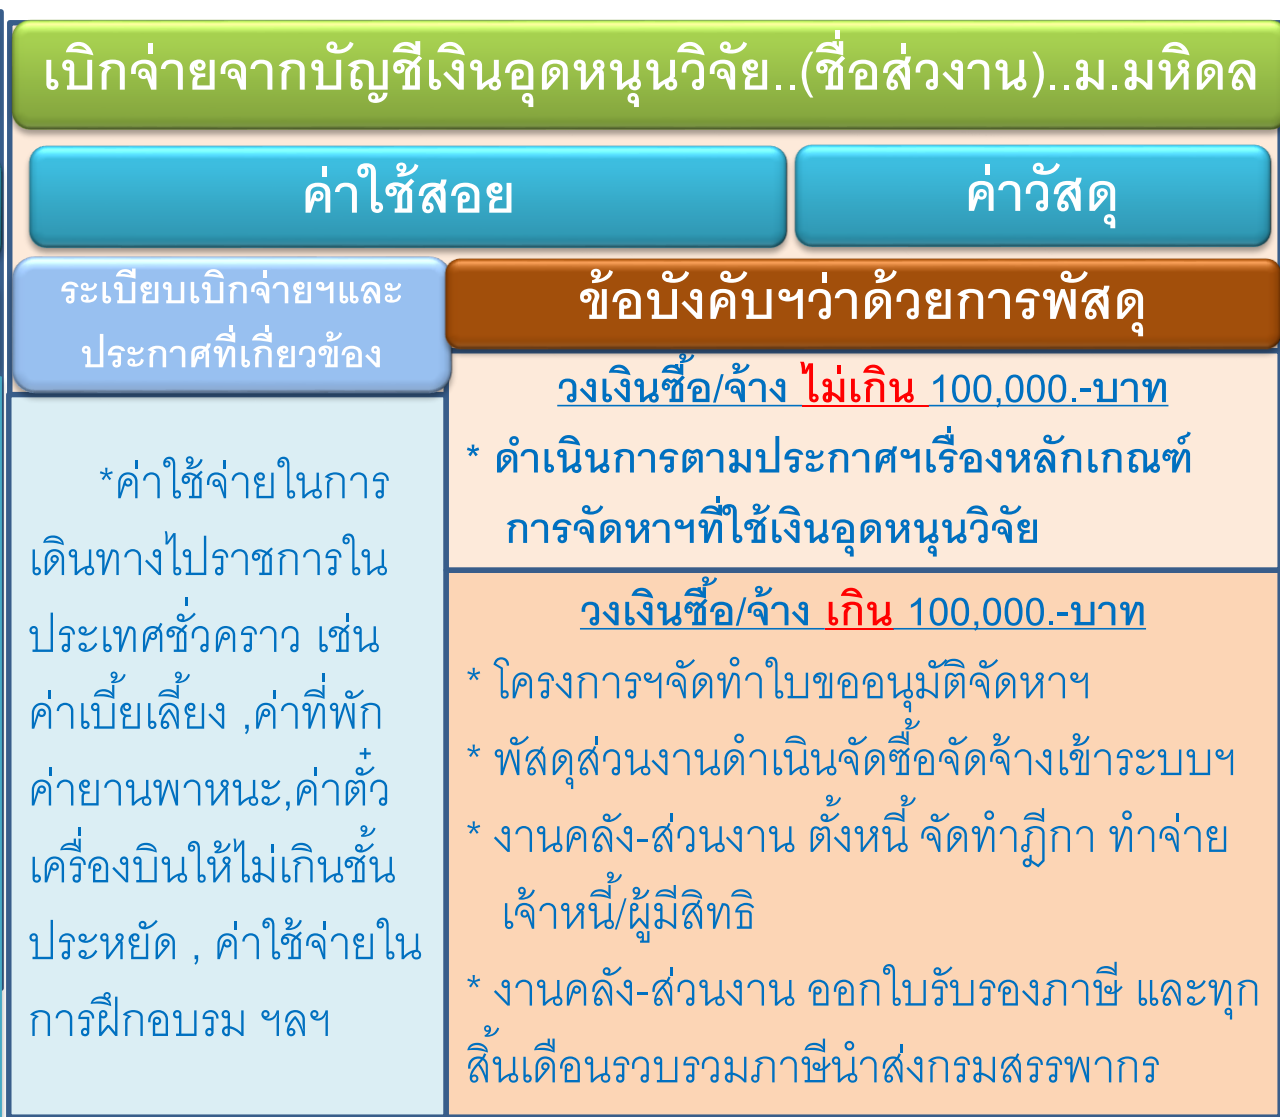 เบิกจ่ายจากบัญชีเงินอุดหนุนวิจัย..(ชื่อส่วงาน)..ม.มหิดล
ค่าใช้สอย
ค่าวัสดุ
ระเบียบเบิกจ่ายฯและ
ประกาศที่เกี่ยวข้อง
*ค่าใช้จ่ายในการ
เดินทางไปราชการใน
ประเทศชั่วคราว เช่น
ค่าเบี้ยเลี้ยง ,ค่าที่พัก
ค่ายานพาหนะ,ค่าตั๋ว
เครื่องบินให้ไม่เกินชั้น
ประหยัด , ค่าใช้จ่ายใน
การฝึกอบรม ฯลฯ
ข้อบังคับฯว่าด้วยการพัสดุ
วงเงินซื้อ/จ้าง ไม่เกิน 100,000.-บาท
* ดำเนินการตามประกาศฯเรื่องหลักเกณฑ์
การจัดหาฯที่ใช้เงินอุดหนุนวิจัย
วงเงินซื้อ/จ้าง เกิน 100,000.-บาท
* โครงการฯจัดทำใบขออนุมัติจัดหาฯ
* พัสดุส่วนงานดำเนินจัดซื้อจัดจ้างเข้าระบบฯ
* งานคลัง-ส่วนงาน ตั้งหนี้ จัดทำฎีกา ทำจ่าย
เจ้าหนี้/ผู้มีสิทธิ
* งานคลัง-ส่วนงาน ออกใบรับรองภาษี และทุก
สิ้นเดือนรวบรวมภาษีนำส่งกรมสรรพากร